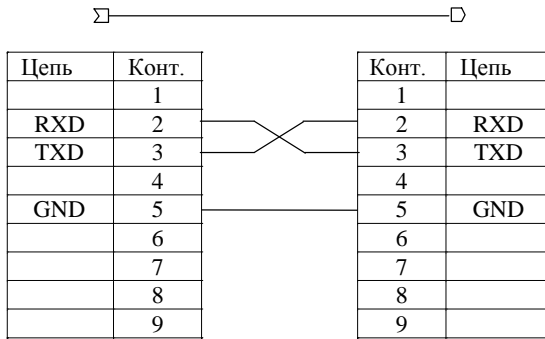 Цепь Конт. Конт. Цепь
1 1
RXD 2 2 RXD
TXD 3 3 TXD
4 4
GND 5 5 GND
6 6
7 7
8 8
9 9